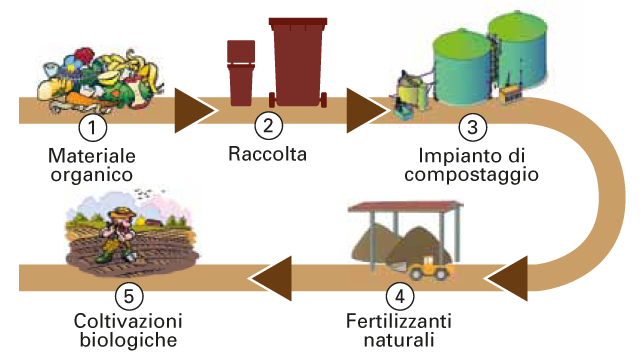 1
Materiale
organico
2
Raccolta
3
Impianto di
compostaggio
4
Fertilizzanti
naturali
5
Coltivazioni
biologiche